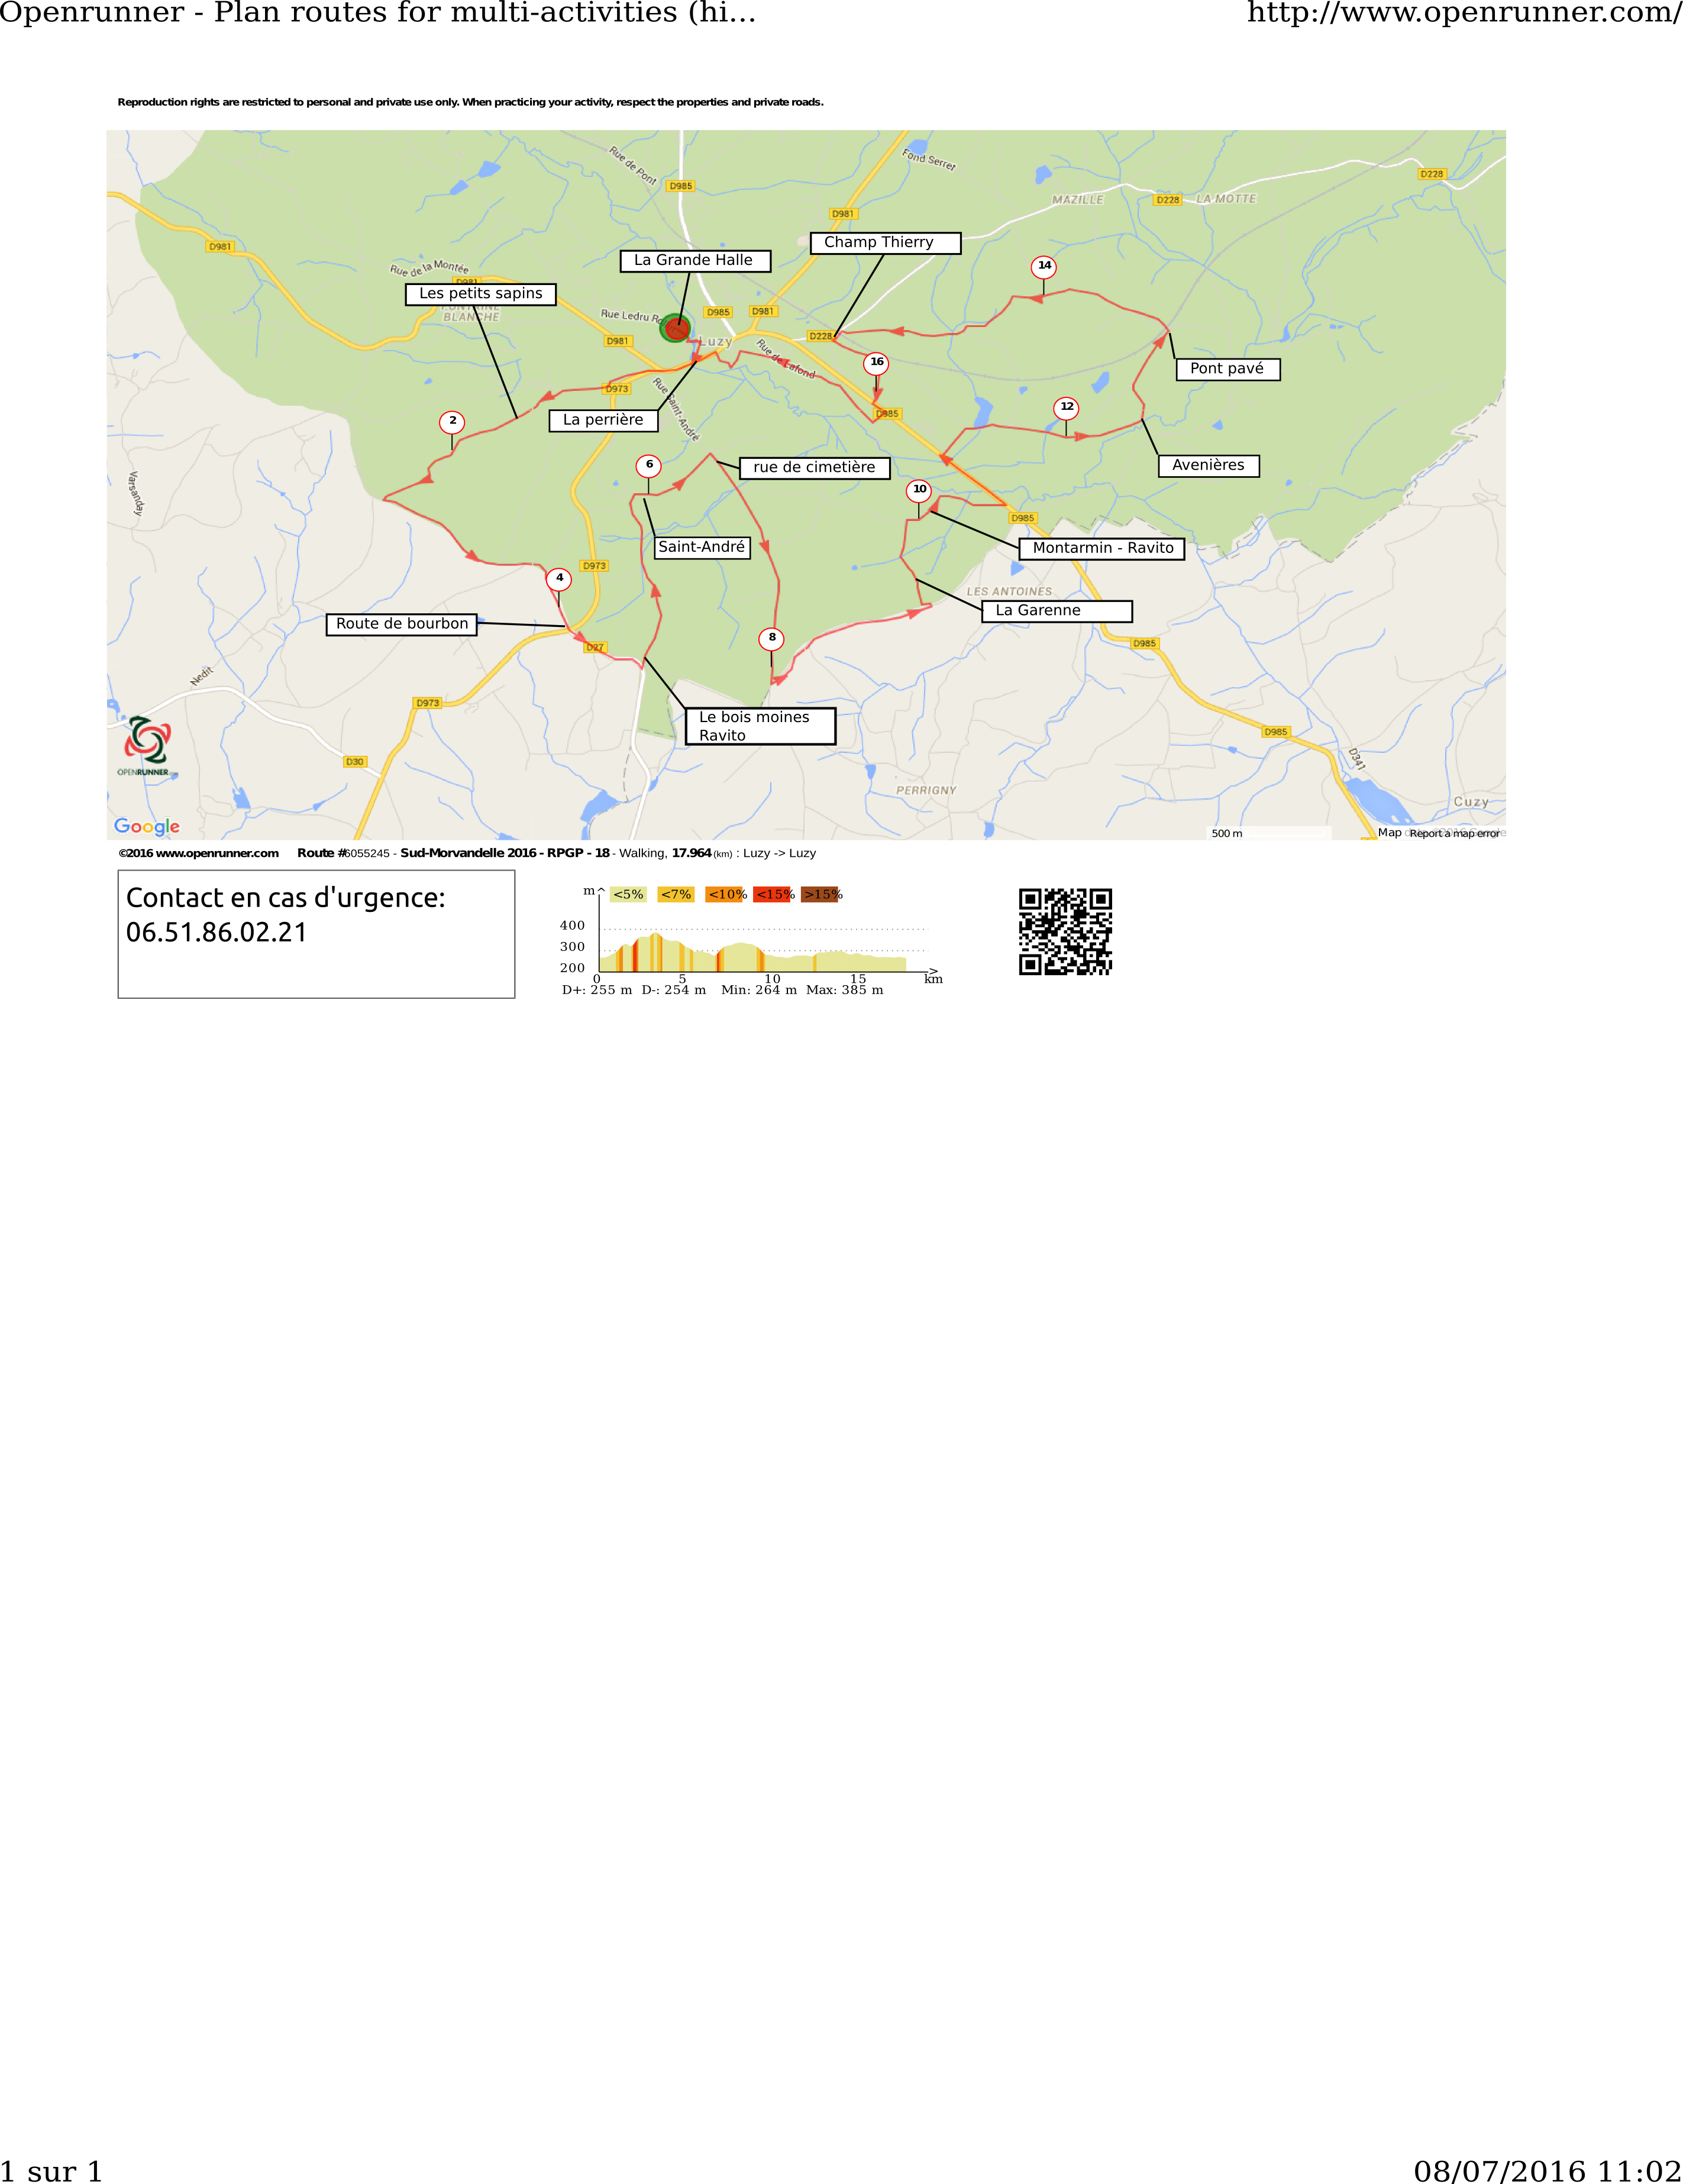 Openrunner - Plan routes for multi-activities (hi...
http://www.openrunner.com/
Reproduction rights are restricted to personal and private use only. When practicing your activity, respect the properties and private roads.
Rue de Pont
Fond Serret
D985
D228
MAZILLE
D228
LA MOTTE
D981
Champ Thierry
D981
La Grande Halle
14
Rue de la Montée
D981
Les petits sapins
BLANCHE
Rue Ledru
D985
D981
D981
Luzy
D228
Rue de Lafond
16
Pont pavé
D973
Rue Saint-André
La perrière
2
12
D985
6
rue de cimetière
Avenières
Varsanday
10
D985
Saint-André
Montarmin - Ravito
D973
4
LES ANTOINES
La Garenne
Route de bourbon
8
D27
D985
Nedit
D973
Le bois moines
Ravito
D985
OPENRUNNER
D30
D341
PERRIGNY
Cuzy
Google
500 m
Map
Report a map error
©2016 www.openrunner.com Route #6055245 - Sud-Morvandelle 2016 - RPGP - 18 - Walking, 17.964 (km) : Luzy -> Luzy
Contact en cas d'urgence:
06.51.86.02.21
m^ <5% <7% <10% <15% >15%
400
300
200
0 5 10 15 km >
D+: 255 m D-: 254 m Min: 264 m Max: 385 m
1 sur 1
08/07/2016 11:02